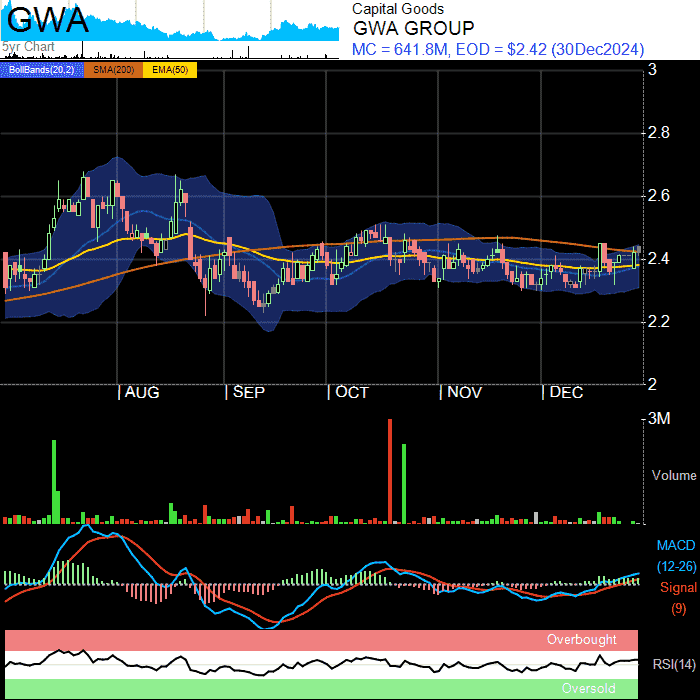 GWA
5yr Chart
Capital Goods
GWA GROUP
MC = 641.8M, EOD = $2.42 (30Dec2024)
BollBands(20,2) SMA(200) EMA(50)
3
2.8
2.6
2.4
2.2
2
AUG SEP OCT NOV DEC
3M
Volume
MACD
(12-26)
Signal
(9)
Overbought
RSI(14)
Oversold